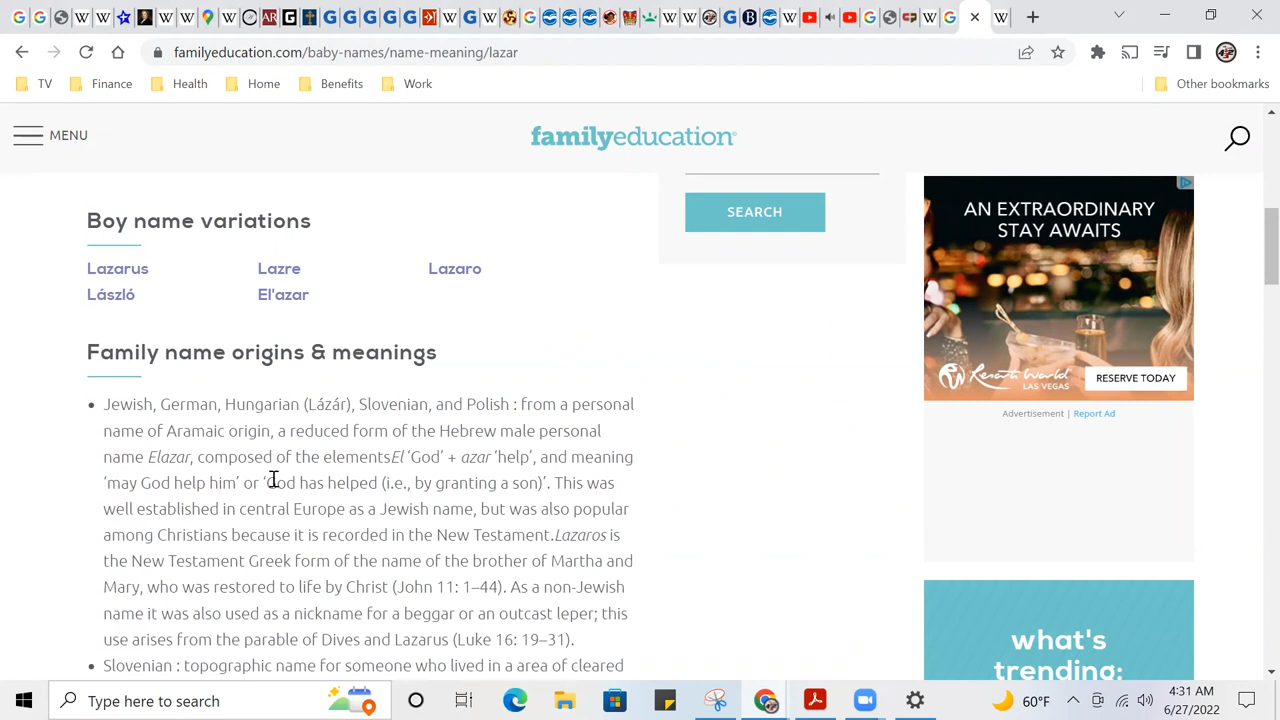 familyeducation.com/baby-names/name-meaning/lazar
TV
Finance
Health
Home
Benefits
Work
Other bookmarks
MENU
familyeducation
Boy name variations
Lazarus
Lazre
Lazaro
László
El'azar
Family name origins & meanings
Jewish, German, Hungarian (Lázár), Slovenian, and Polish : from a personal
name of Aramaic origin, a reduced form of the Hebrew male personal
name Elazar, composed of the elementsEl ‘God’ + azar ‘help’, and meaning
‘may God help him’ or ‘God has helped (i.e., by granting a son)’. This was
well established in central Europe as a Jewish name, but was also popular
among Christians because it is recorded in the New Testament.Lazaros is
the New Testament Greek form of the name of the brother of Martha and
Mary, who was restored to life by Christ (John 11: 1–44). As a non-Jewish
name it was also used as a nickname for a beggar or an outcast leper; this
use arises from the parable of Dives and Lazarus (Luke 16: 19–31).
Slovenian : topographic name for someone who lived in a area of cleared
SEARCH
AN EXTRAORDINARY
STAY AWAITS
Resorts World
LAS VEGAS
RESERVE TODAY
Advertisement | Report Ad
what's
trending:
Type here to search
60°F
4:31 AM
6/27/2022